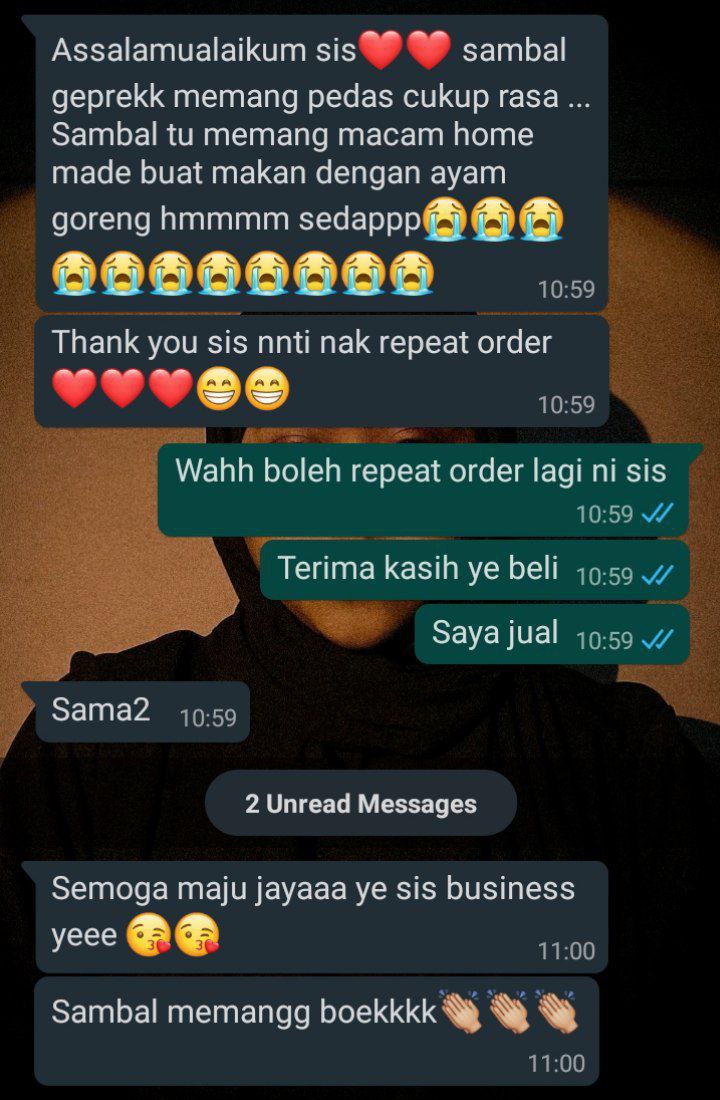 Assalamualaikum sis❤️❤️ sambal
geprekk memang pedas cukup rasa ...
Sambal tu memang macam home
made buat makan dengan ayam
goreng hmmmm sedappp😭😭😭
😭😭😭😭😭😭😭😭
10:59
Thank you sis nnti nak repeat order
❤️❤️❤️😁😁
10:59
Wahh boleh repeat order lagi ni sis
10:59
Terima kasih ye beli 10:59
Saya jual 10:59
Sama2 10:59
2 Unread Messages
Semoga maju jayaaa ye sis business
yeee 😘😘
11:00
Sambal memangg boekkkk👏🏼👏🏼👏🏼
11:00